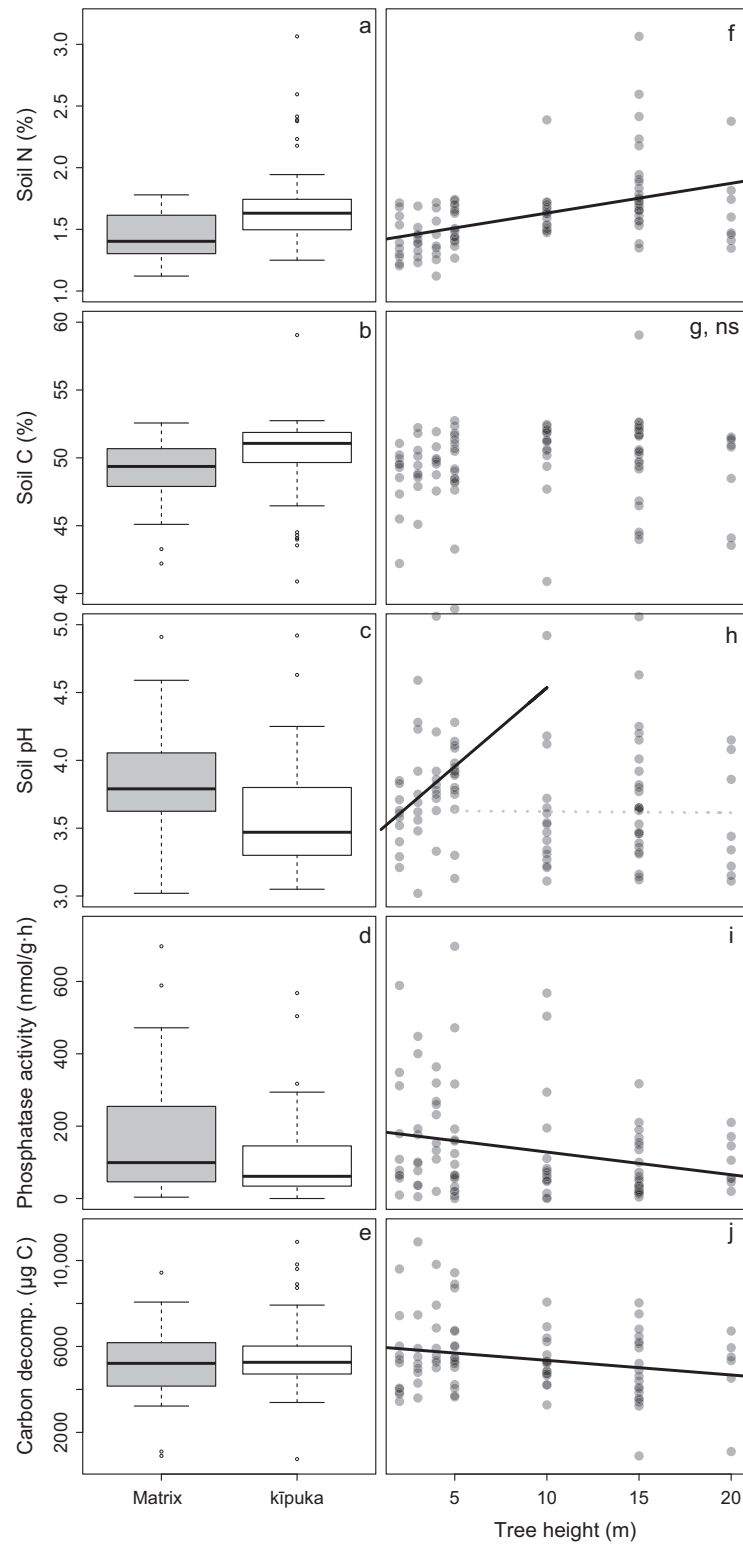 a
f
Soil N (%)
3.0
2.5
2.0
1.5
1.0
b
g, ns
Soil C (%)
60
55
50
45
40
c
h
Soil pH
5.0
4.5
4.0
3.5
3.0
d
i
Phosphatase activity (nmol/g·h)
600
400
200
0
e
j
Carbon decomp. (µg C)
10,000
6000
2000
Matrix
kīpuka
5
10
15
20
Tree height (m)